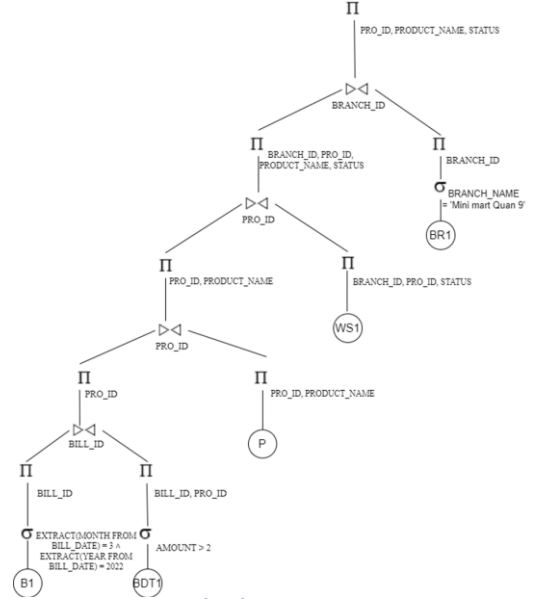 Π
PRO_ID, PRODUCT_NAME, STATUS
BRANCH_ID
Π
BRANCH_ID, PRO_ID,
PRODUCT_NAME, STATUS
Π
BRANCH_ID
σ
BRANCH_NAME
= 'Mini mart Quan 9'
BR1
PRO_ID
Π
PRO_ID, PRODUCT_NAME
Π
BRANCH_ID, PRO_ID, STATUS
WS1
PRO_ID
Π
PRO_ID
Π
PRO_ID, PRODUCT_NAME
P
BILL_ID
Π
BILL_ID
Π
BILL_ID, PRO_ID
σ
EXTRACT(MONTH FROM
BILL_DATE) = 3 ∧
EXTRACT(YEAR FROM
BILL_DATE) = 2022
σ
AMOUNT > 2
B1
BDT1